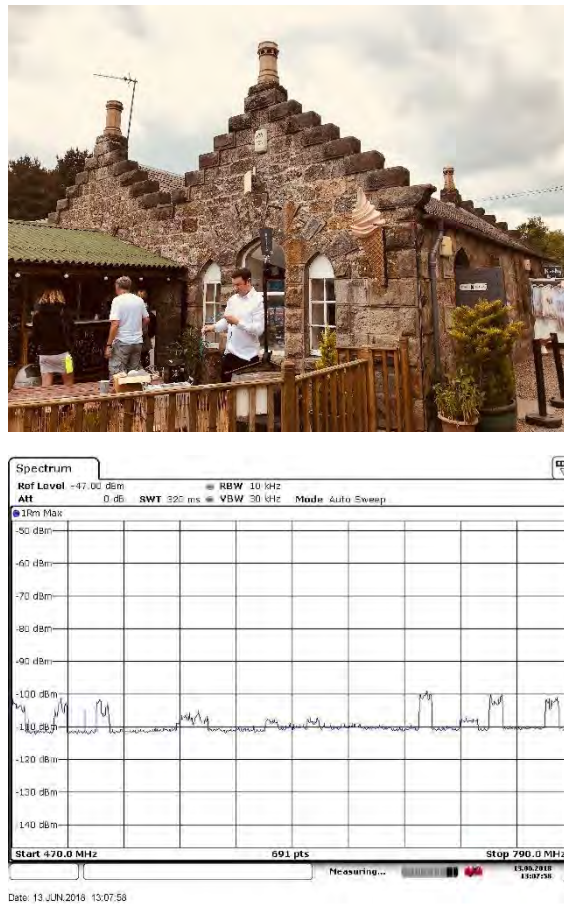 Spectrum
Ref Level -47.00 dBm RBW 10 kHz
Att 0 dB SWT 320 ms VBW 30 kHz Mode Auto Sweep
1Rm Max
-50 dBm
-60 dBm
-70 dBm
-80 dBm
-90 dBm
-100 dBm
-110 dBm
-120 dBm
-130 dBm
-140 dBm
Start 470.0 MHz 691 pts Stop 790.0 MHz
Measuring...
13.06.2018
13:07:58
Date: 13.JUN.2018 13:07:58